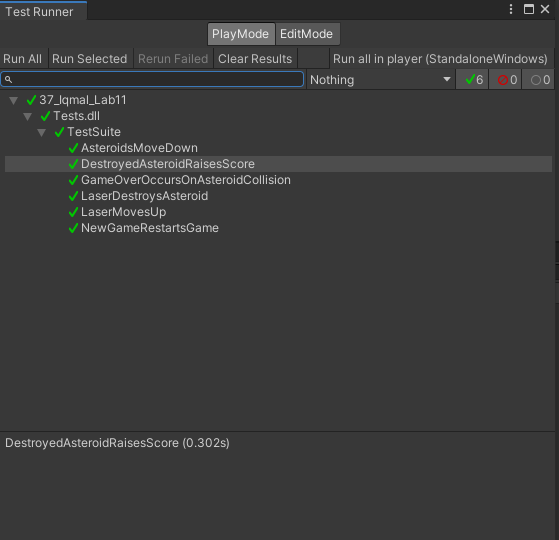 Test Runner
PlayMode EditMode
Run All Run Selected Rerun Failed Clear Results Run all in player (StandaloneWindows)
Nothing 6 0 0
37_Iqmal_Lab11
Tests.dll
TestSuite
AsteroidsMoveDown
DestroyedAsteroidRaisesScore
GameOverOccursOnAsteroidCollision
LaserDestroysAsteroid
LaserMovesUp
NewGameRestartsGame
DestroyedAsteroidRaisesScore (0.302s)